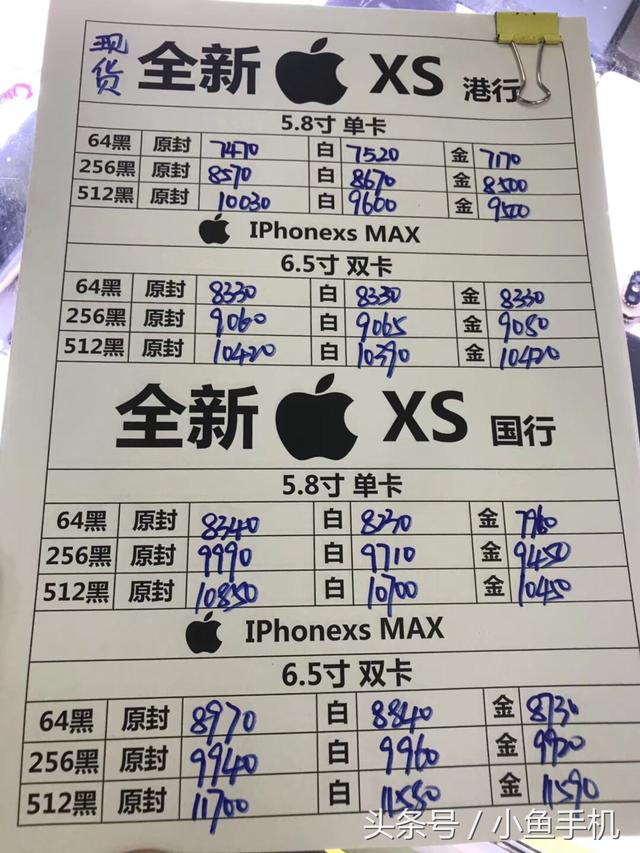 现货 全新 XS 港行
5.8寸 单卡
64黑 原封 7470 白 7520 金 7170
256黑 原封 8570 白 8670 金 8500
512黑 原封 10030 白 9600 金 9500
IPhonexs MAX
6.5寸 双卡
64黑 原封 8330 白 8330 金 8330
256黑 原封 9060 白 9065 金 9080
512黑 原封 10420 白 10390 金 10420
全新 XS 国行
5.8寸 单卡
64黑 原封 8340 白 8230 金 7960
256黑 原封 9990 白 9710 金 9450
512黑 原封 10850 白 10700 金 10450
IPhonexs MAX
6.5寸 双卡
64黑 原封 8970 白 8840 金 8730
256黑 原封 9940 白 9960 金 9920
512黑 原封 11700 白 11550 金 11590
头条号 / 小鱼手机